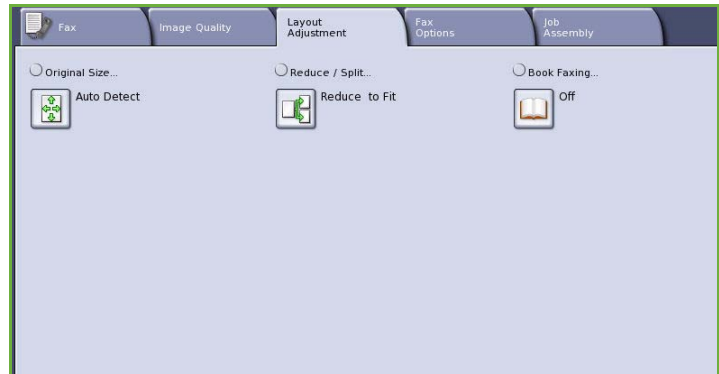 Fax
Image Quality
Layout
Adjustment
Fax
Options
Job
Assembly
Original Size...
Auto Detect
Reduce / Split...
Reduce to Fit
Book Faxing...
Off